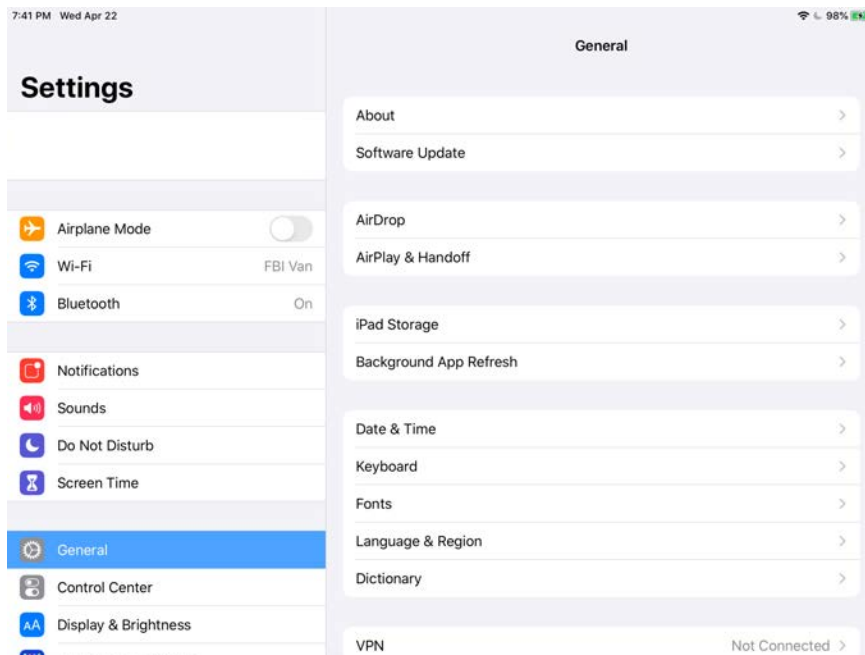 7:41 PM Wed Apr 22
98%
Settings
Airplane Mode
Wi-Fi FBI Van
Bluetooth On
Notifications
Sounds
Do Not Disturb
Screen Time
General
Control Center
AA Display & Brightness
General
About
Software Update
AirDrop
AirPlay & Handoff
iPad Storage
Background App Refresh
Date & Time
Keyboard
Fonts
Language & Region
Dictionary
VPN Not Connected